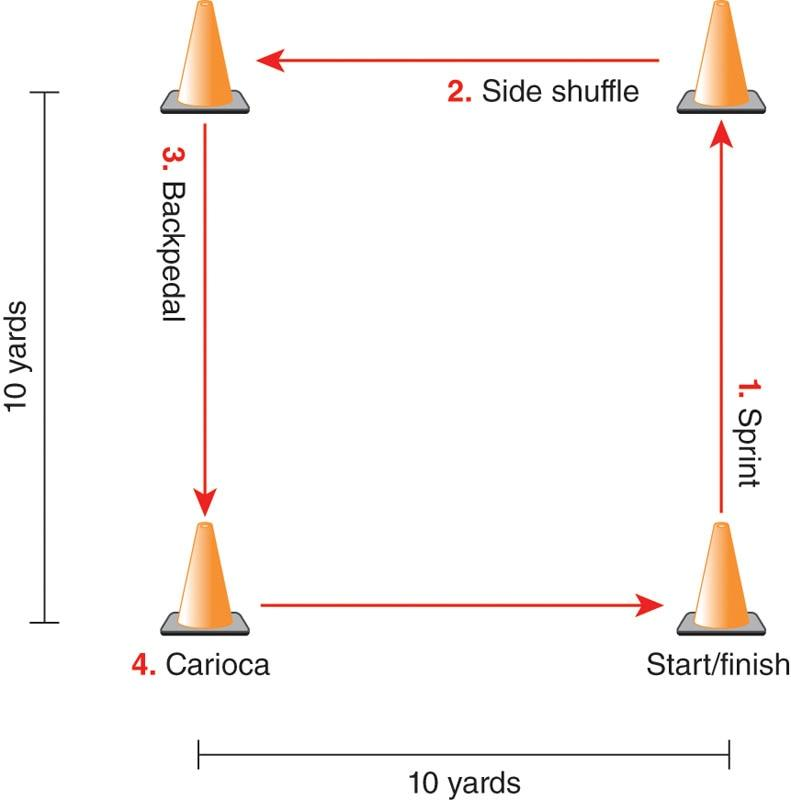 2. Side shuffle
3. Backpedal
10 yards
1. Sprint
4. Carioca
Start/finish
10 yards